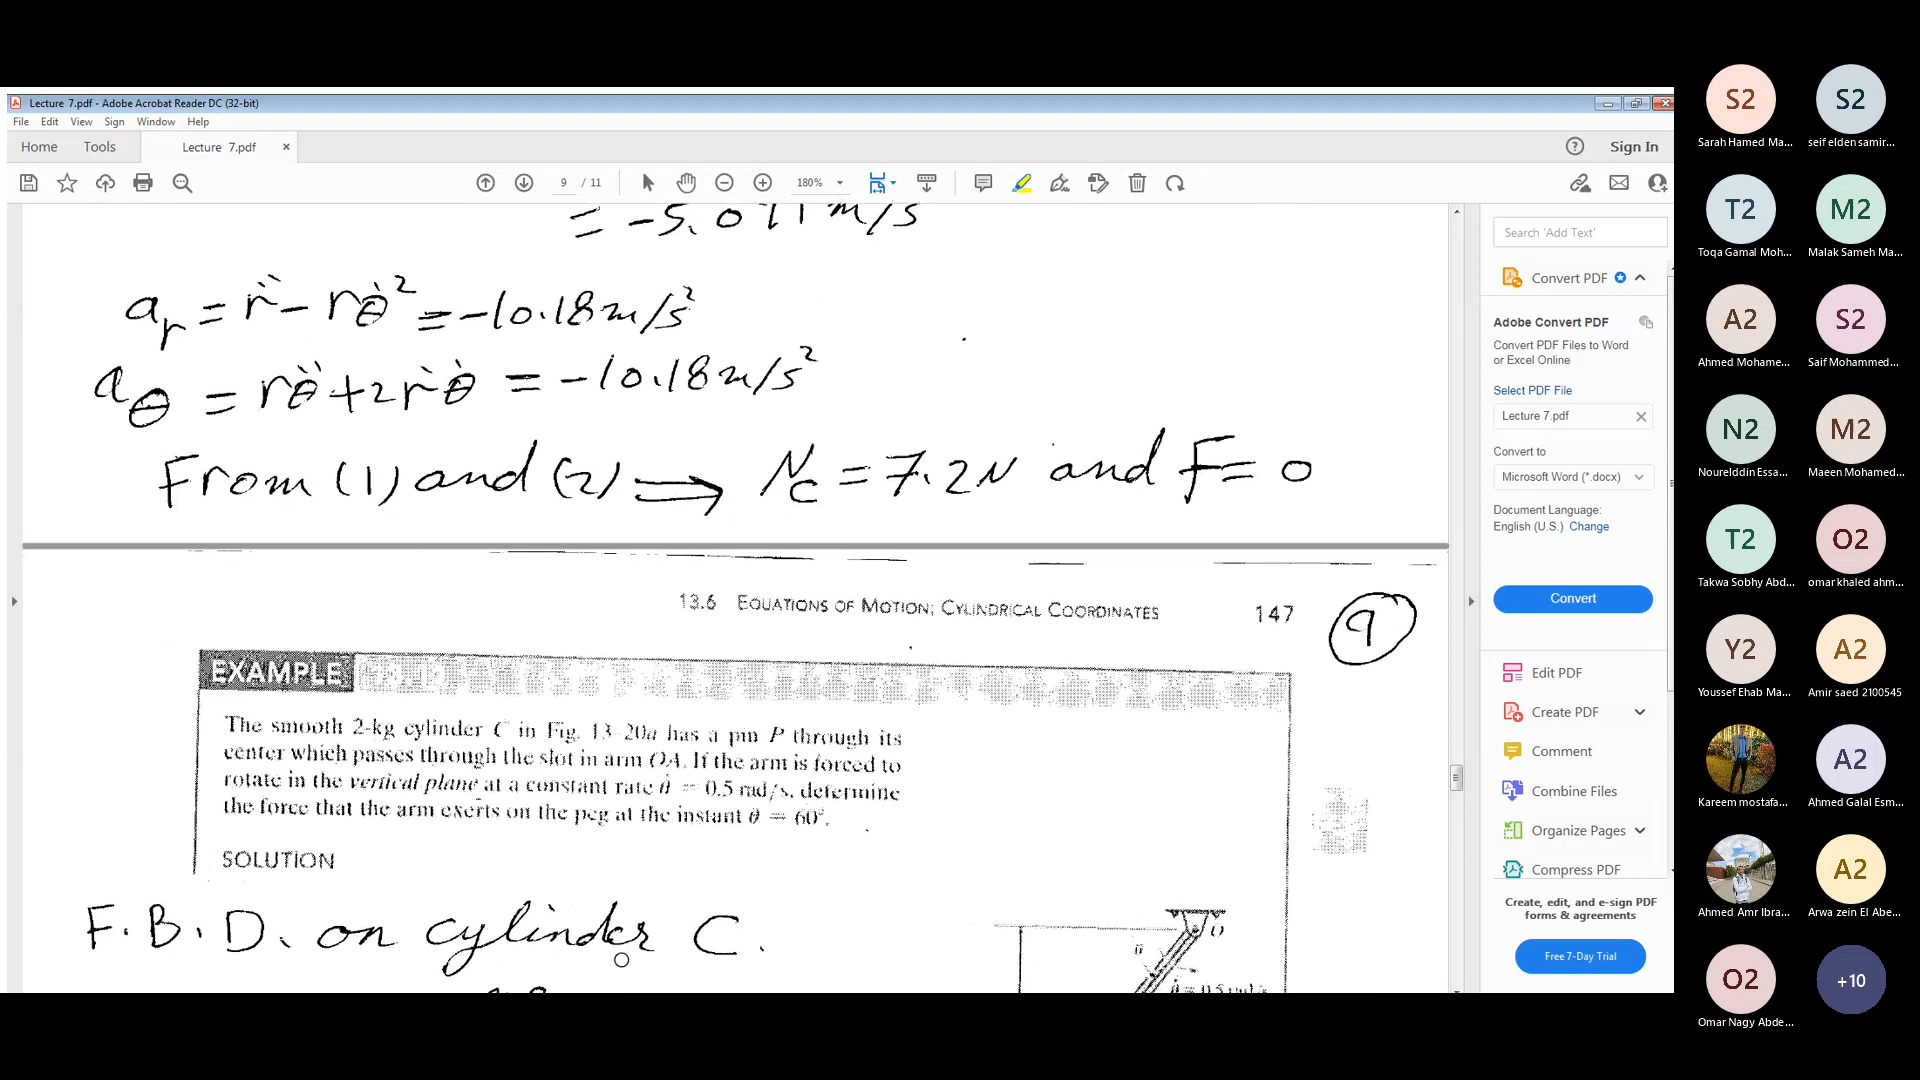 Lecture 7.pdf - Adobe Acrobat Reader DC (32-bit)
File Edit View Sign Window Help
Home Tools Lecture 7.pdf × Sign In
9 / 11 180%
a_r = r̈ - rθ̇² = -10.18 m/s²
a_θ = rθ̈ + 2ṙθ̇ = -10.18 m/s²
From (1) and (2) ⟹ N_C = 7.2 N and F = 0
13.6 EQUATIONS OF MOTION: CYLINDRICAL COORDINATES 147 9
EXAMPLE
The smooth 2-kg cylinder C in Fig. 13-20a has a pin P through its
center which passes through the slot in arm OA. If the arm is forced to
rotate in the vertical plane at a constant rate θ̇ = 0.5 rad/s, determine
the force that the arm exerts on the peg at the instant θ = 60°.
SOLUTION
F.B.D. on cylinder C.
O
θ
θ̇ = 0.5 rad/s
Search 'Add Text'
Convert PDF
Adobe Convert PDF
Convert PDF Files to Word
or Excel Online
Select PDF File
Lecture 7.pdf
Convert to
Microsoft Word (*.docx)
Document Language:
English (U.S.) Change
Convert
Edit PDF
Create PDF
Comment
Combine Files
Organize Pages
Compress PDF
Create, edit, and e-sign PDF
forms & agreements
Free 7-Day Trial
S2 S2
Sarah Hamed Ma... seif elden samir...
T2 M2
Toqa Gamal Moh... Malak Sameh Ma...
A2 S2
Ahmed Mohame... Saif Mohammed...
N2 M2
Nourelddin Essa... Maeen Mohamed...
T2 O2
Takwa Sobhy Abd... omar khaled ahm...
Y2 A2
Youssef Ehab Ma... Amir saed 2100545
A2
Kareem mostafa... Ahmed Galal Esm...
A2
Ahmed Amr Ibra... Arwa zein El Abe...
O2 +10
Omar Nagy Abde...